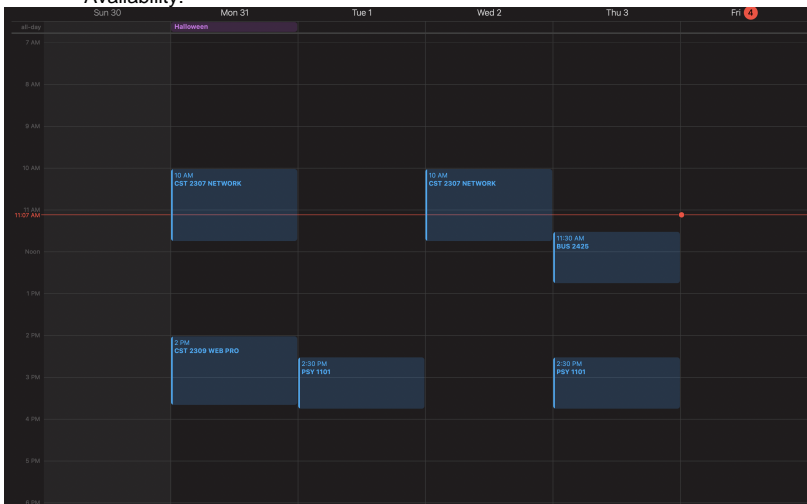 Availability:
Sun 30 Mon 31 Tue 1 Wed 2 Thu 3 Fri 4
all-day Halloween
7 AM
8 AM
9 AM
10 AM
10 AM 10 AM
CST 2307 NETWORK CST 2307 NETWORK
11 AM
11:07 AM
11:30 AM
BUS 2425
Noon
1 PM
2 PM
2 PM
CST 2309 WEB PRO
2:30 PM 2:30 PM
PSY 1101 PSY 1101
3 PM
4 PM
5 PM
6 PM